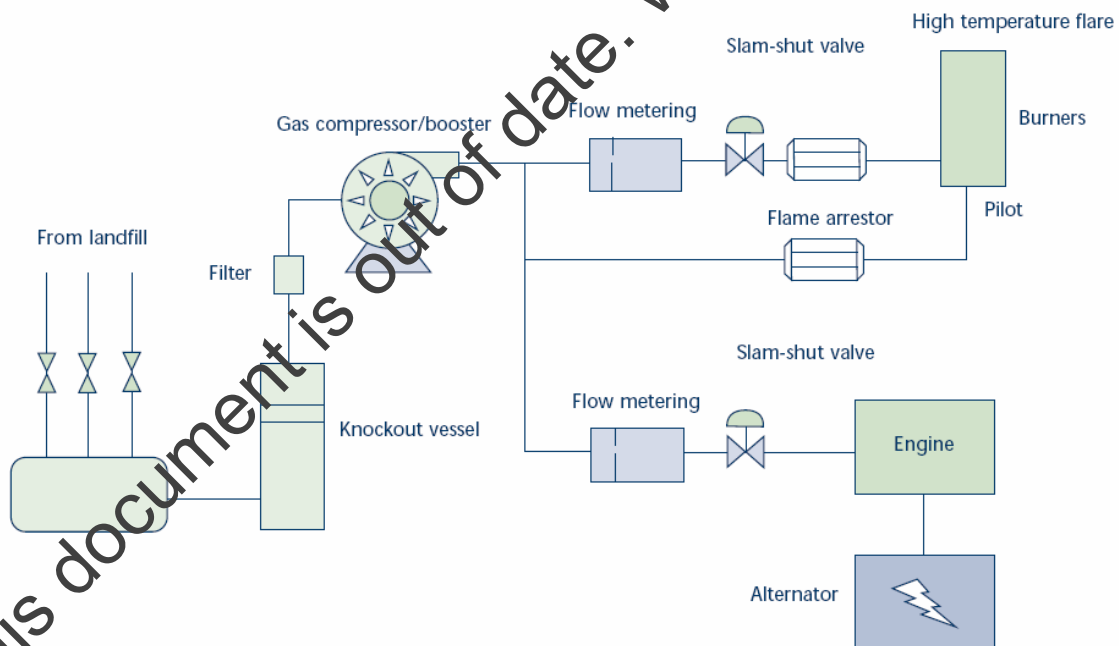 High temperature flare
Slam-shut valve
Flow metering
Gas compressor/booster
Burners
Pilot
Flame arrestor
From landfill
Filter
Slam-shut valve
Flow metering
Knockout vessel
Engine
Alternator
document is out of date.